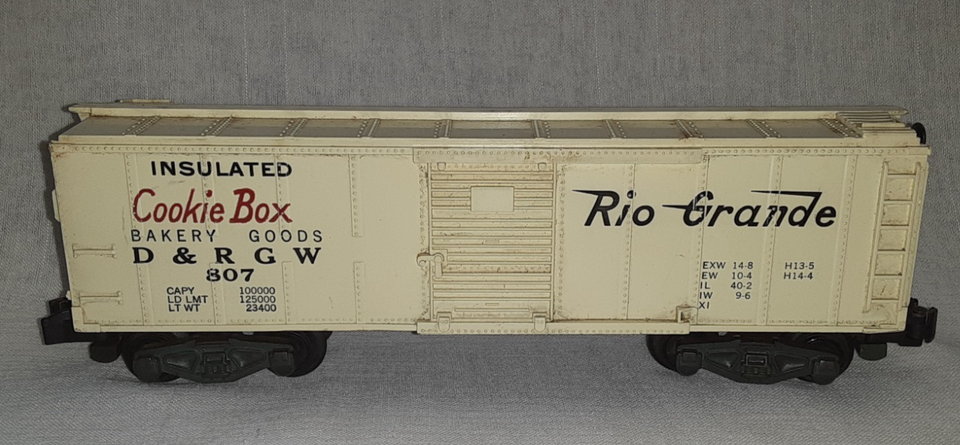 INSULATED
Cookie Box
BAKERY GOODS
D & R G W
807
CAPY 100000
LD LMT 125000
LT WT 23400
Rio Grande
EXW 14-8 H13-5
EW 10-4 H14-4
IL 40-2
IW 9-6
XI